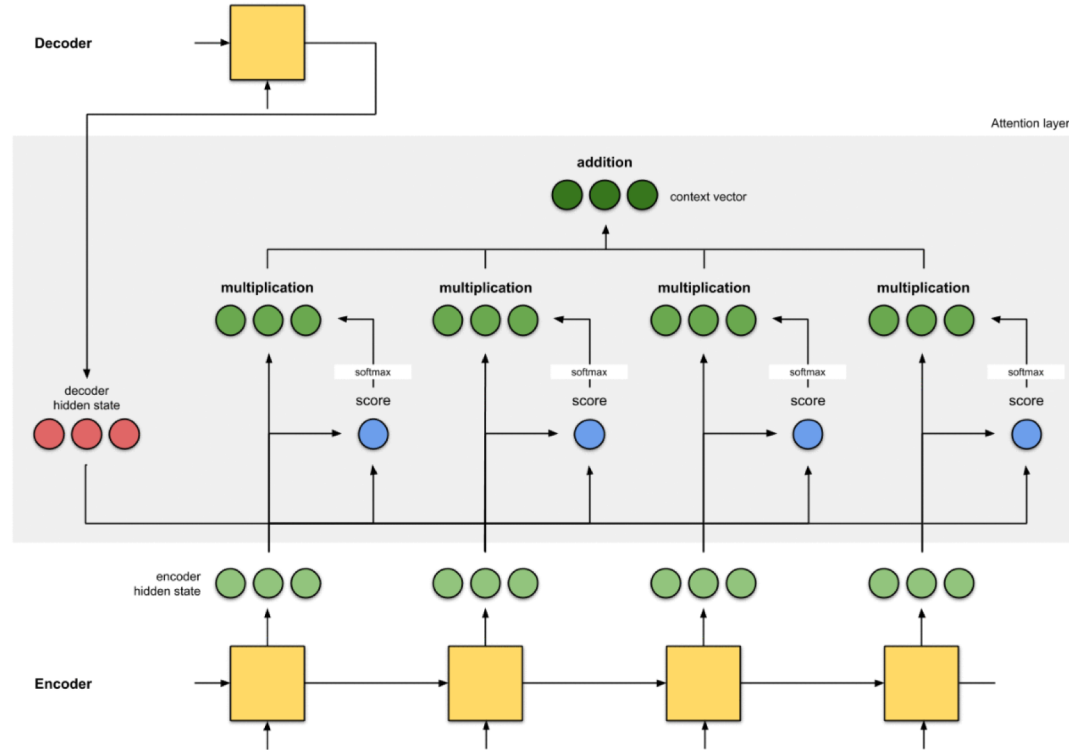 Decoder
Attention layer
addition
context vector
multiplication
multiplication
multiplication
multiplication
softmax
softmax
softmax
softmax
decoder
hidden state
score
score
score
score
encoder
hidden state
Encoder